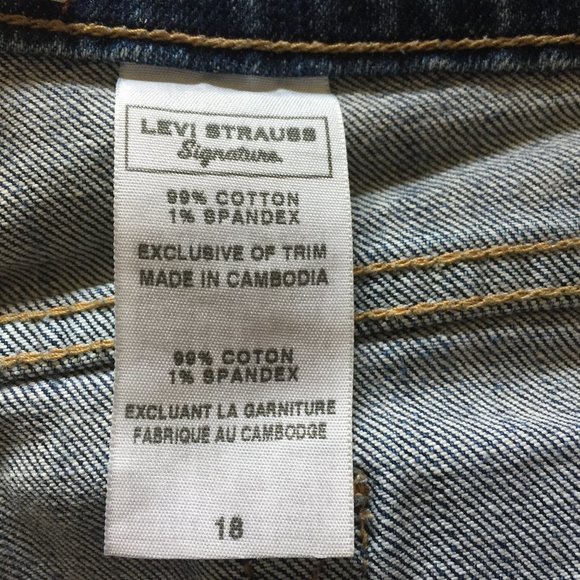 LEVI STRAUSS
Signature
99% COTTON
1% SPANDEX
EXCLUSIVE OF TRIM
MADE IN CAMBODIA
99% COTON
1% SPANDEX
EXCLUANT LA GARNITURE
FABRIQUE AU CAMBODGE
18